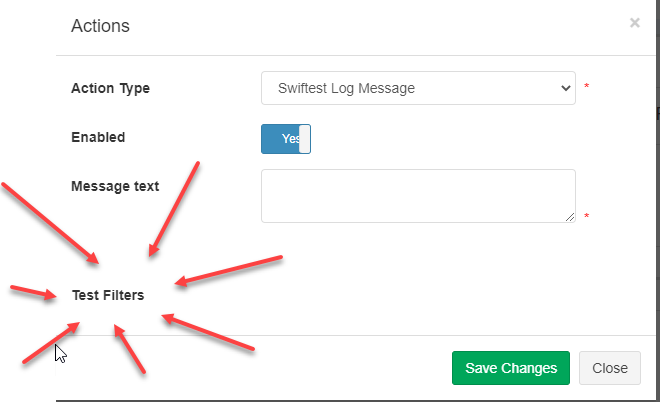 Actions
×
Action Type
Swiftest Log Message
*
Enabled
Yes
Message text
*
Test Filters
Save Changes
Close